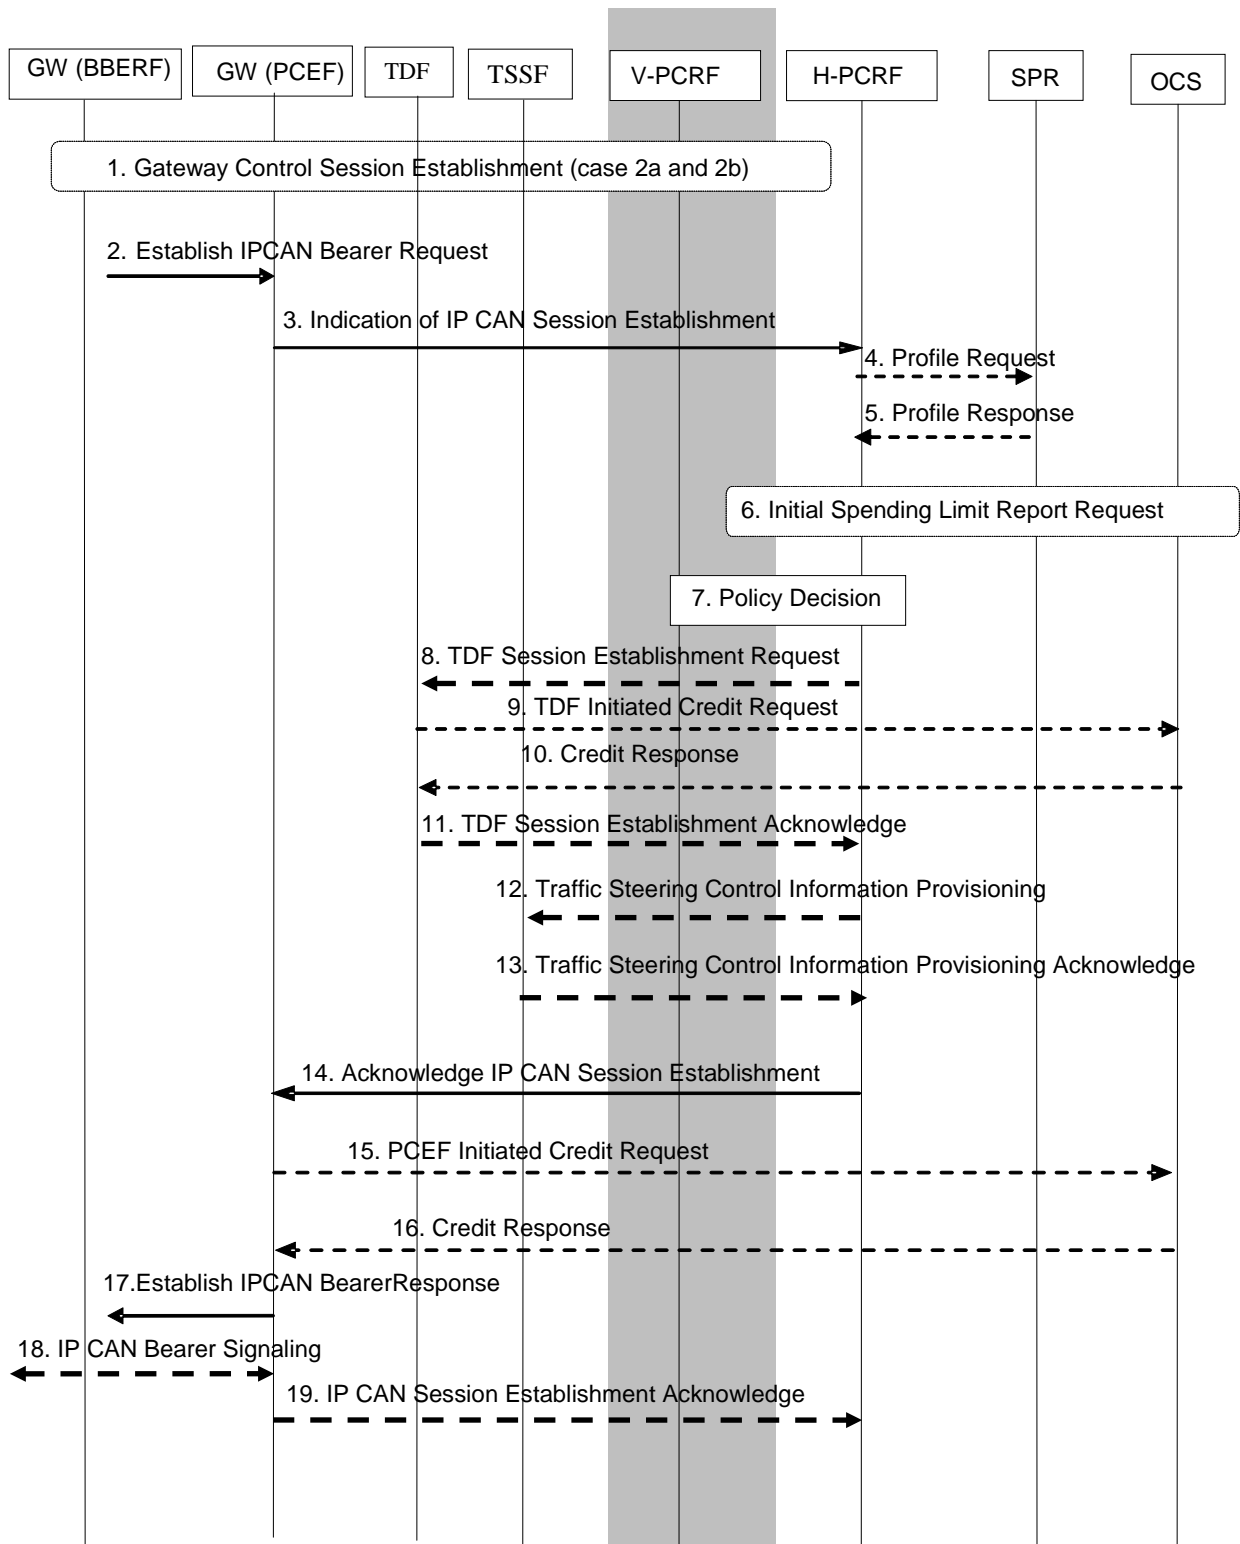 GW (BBERF)
GW (PCEF)
TDF
TSSF
V-PCRF
H-PCRF
SPR
OCS
1. Gateway Control Session Establishment (case 2a and 2b)
2. Establish IPCAN Bearer Request
3. Indication of IP CAN Session Establishment
4. Profile Request
5. Profile Response
6. Initial Spending Limit Report Request
7. Policy Decision
8. TDF Session Establishment Request
9. TDF Initiated Credit Request
10. Credit Response
11. TDF Session Establishment Acknowledge
12. Traffic Steering Control Information Provisioning
13. Traffic Steering Control Information Provisioning Acknowledge
14. Acknowledge IP CAN Session Establishment
15. PCEF Initiated Credit Request
16. Credit Response
17.Establish IPCAN BearerResponse
18. IP CAN Bearer Signaling
19. IP CAN Session Establishment Acknowledge